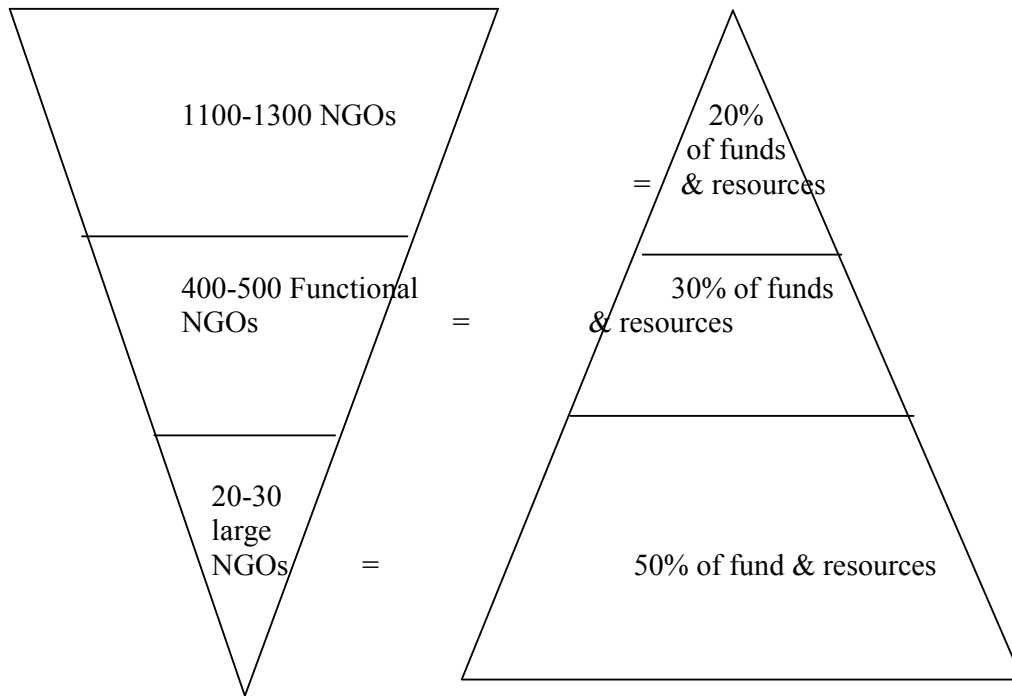 1100-1300 NGOs
20%
of funds
= & resources
400-500 Functional
NGOs
=
30% of funds
& resources
20-30
large
NGOs
=
50% of fund & resources